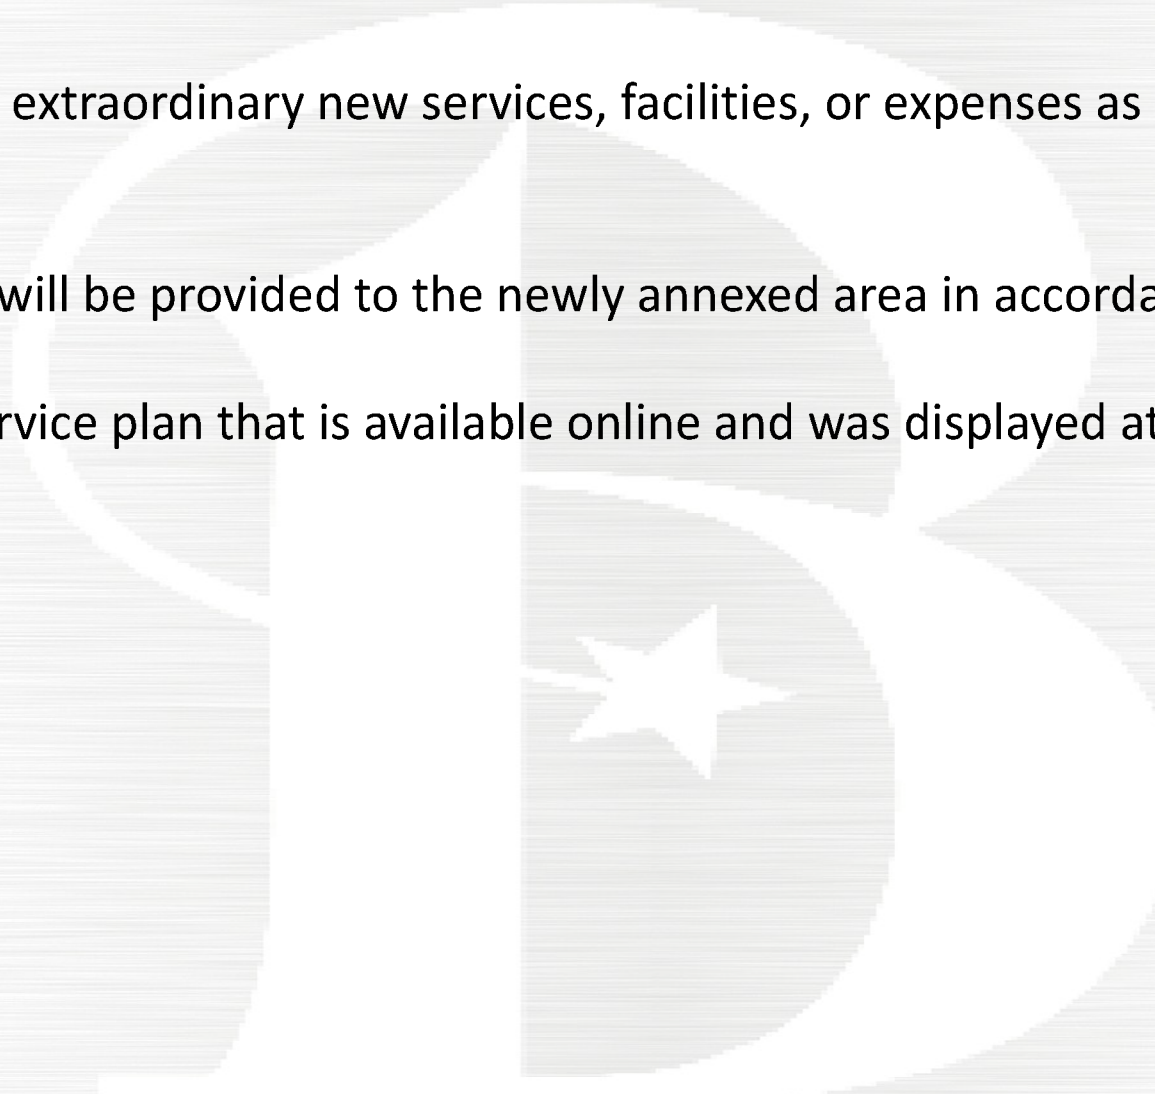 extraordinary new services, facilities, or expenses as
will be provided to the newly annexed area in accorda
rvice plan that is available online and was displayed at